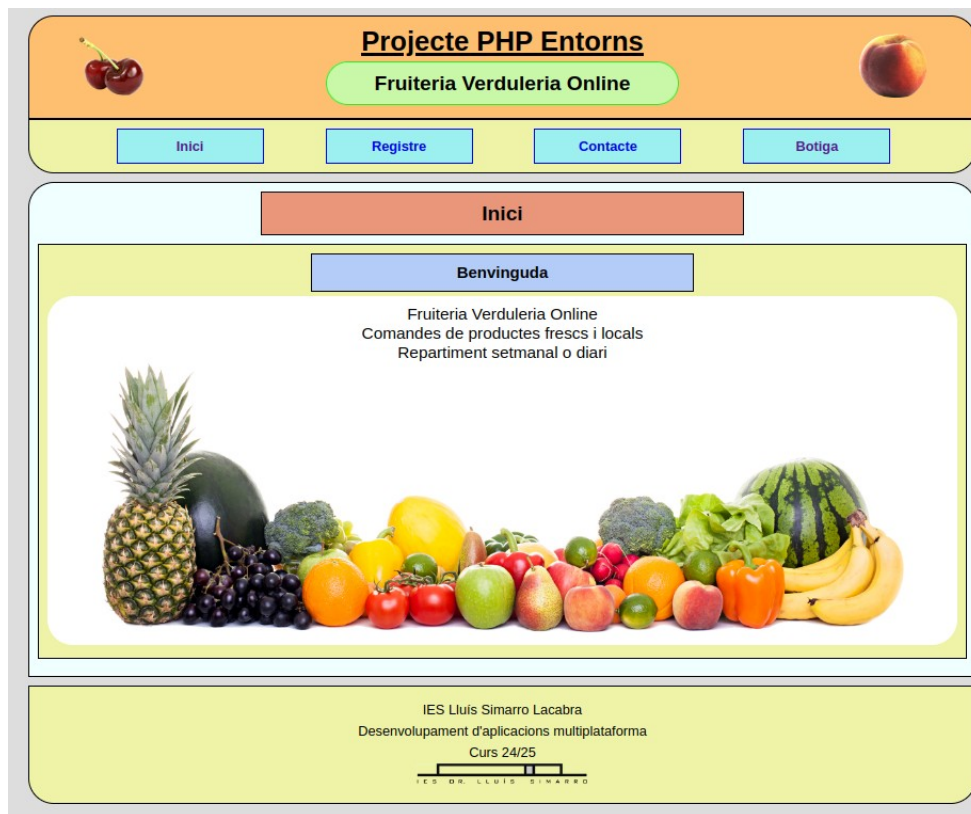 Projecte PHP Entorns
Fruiteria Verduleria Online
Inici
Registre
Contacte
Botiga
Inici
Benvinguda
Fruiteria Verduleria Online
Comandes de productes frescs i locals
Repartiment setmanal o diari
IES Lluís Simarro Lacabra
Desenvolupament d'aplicacions multiplataforma
Curs 24/25
IES DR. LLUÍS SIMARRO